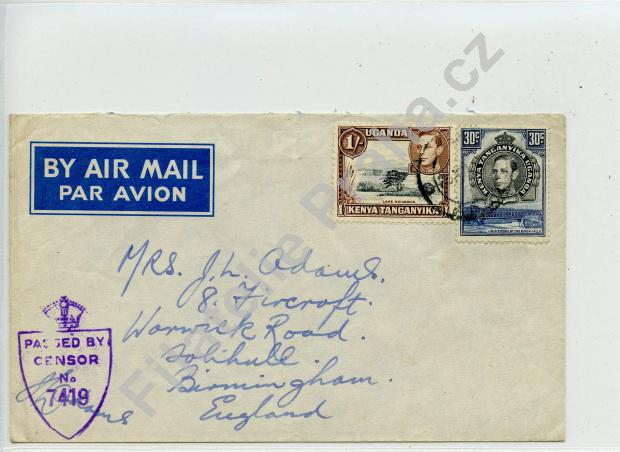 BY AIR MAIL
PAR AVION
1/-
UGANDA
LAKE NAIVASHA
KENYA TANGANYIKA
30c 30c
KENYA TANGANYIKA UGANDA
Mrs. J. L. Adams.
8. Fircroft.
Warwick Road.
Solihull.
Birmingham.
England
PASSED BY
CENSOR
No
7419
Adams
Filatelie Praha.cz